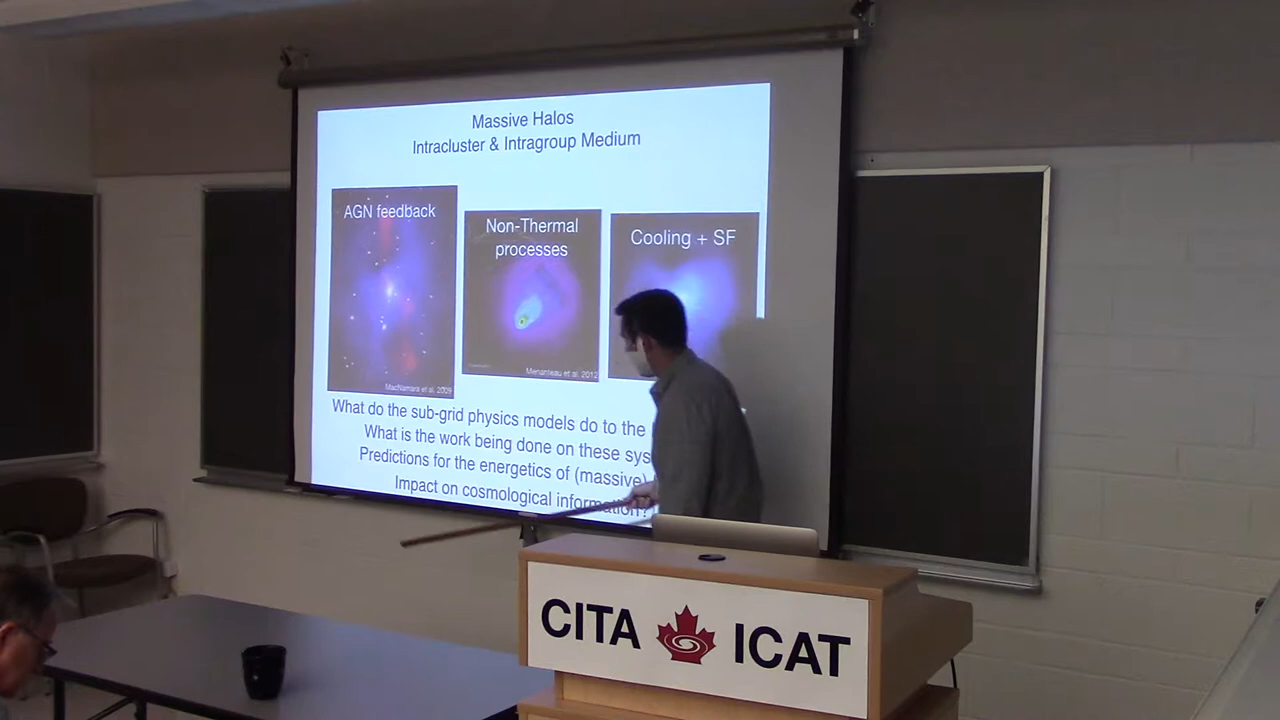 Massive Halos
Intracluster & Intragroup Medium
AGN feedback
MacNamara et al. 2009
Non-Thermal
processes
Menanteau et al. 2012
Cooling + SF
What do the sub-grid physics models do to the
What is the work being done on these sys
Predictions for the energetics of (massive)
Impact on cosmological information?
CITA ICAT